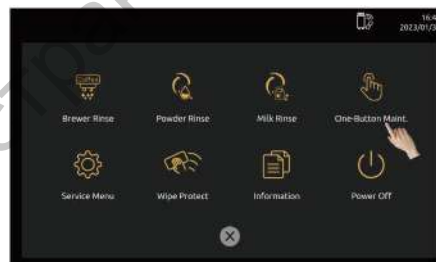 16:4
2023/01/3
Coffee
Brewer Rinse
Powder Rinse
Milk Rinse
One-Button Maint.
Service Menu
Wipe Protect
Information
Power Off